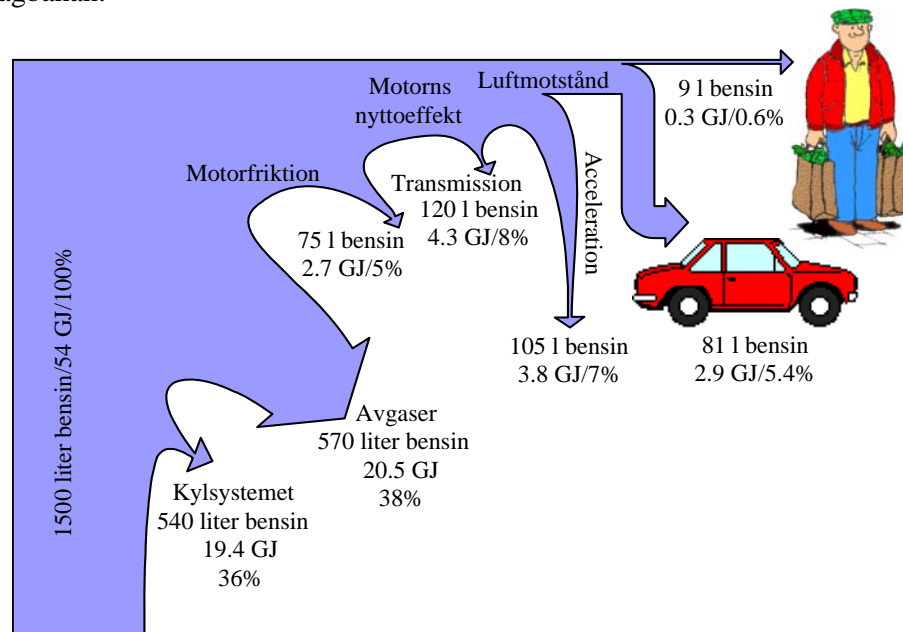 Motorns
nyttoeffekt
Luftmotstånd
9 l bensin
0.3 GJ/0.6%
Motorfriktion
Transmission
120 l bensin
4.3 GJ/8%
Acceleration
75 l bensin
2.7 GJ/5%
105 l bensin
3.8 GJ/7%
81 l bensin
2.9 GJ/5.4%
1500 liter bensin/54 GJ/100%
Avgaser
570 liter bensin
20.5 GJ
38%
Kylsystemet
540 liter bensin
19.4 GJ
36%